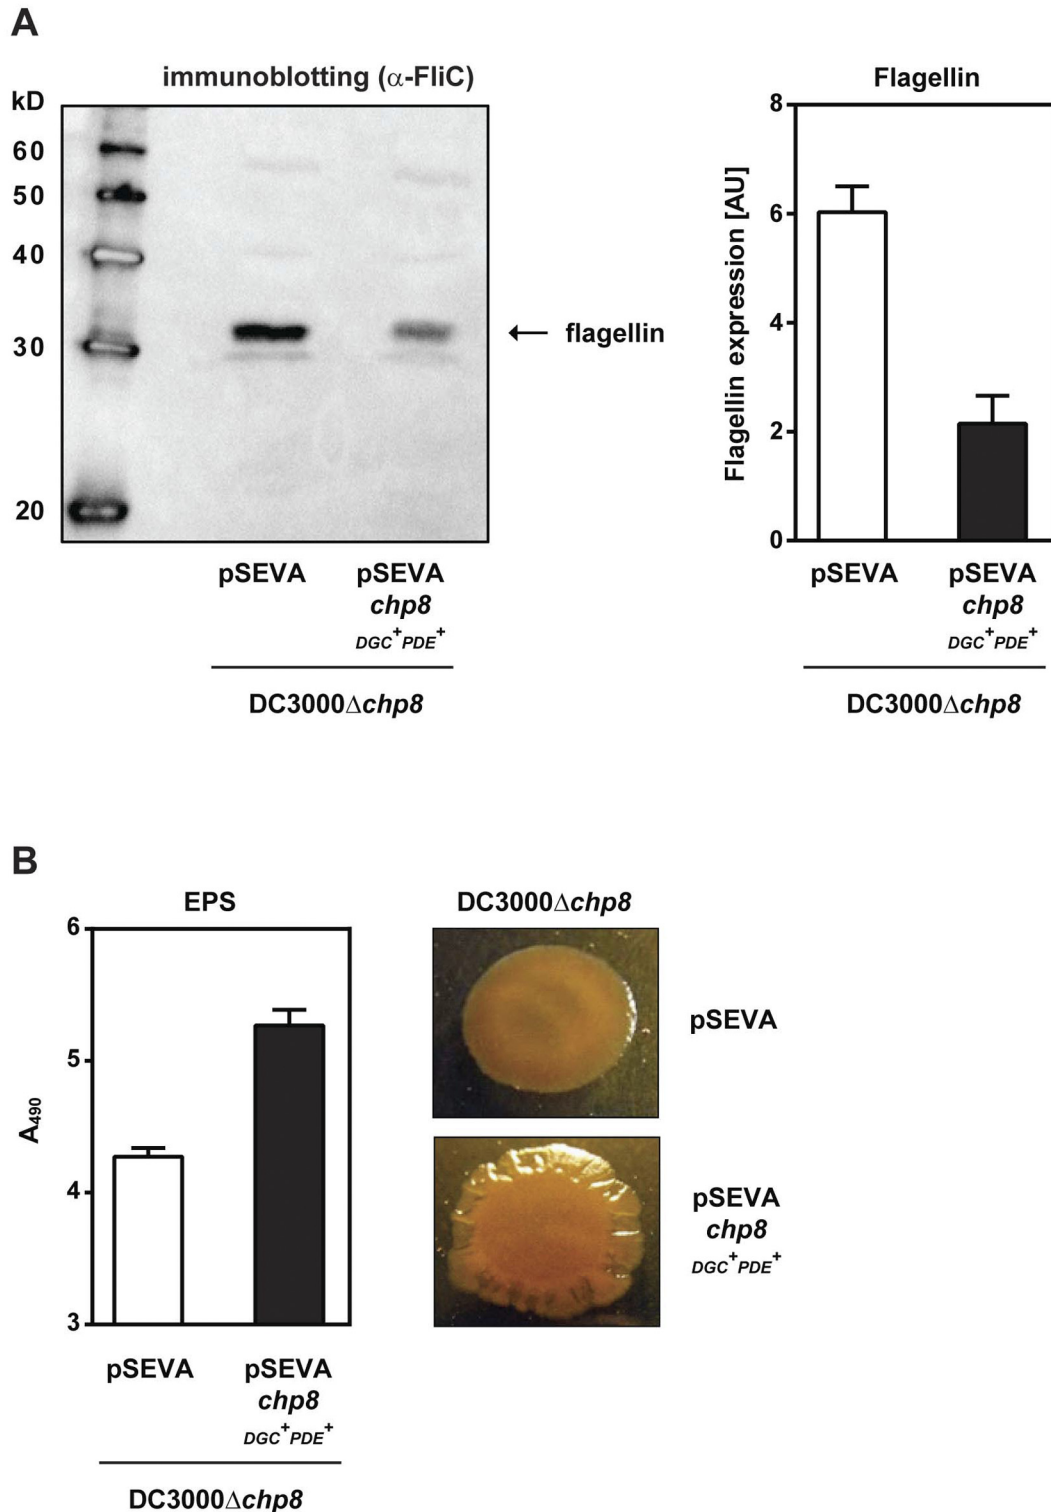 A
immunoblotting (α-FliC)
kD
60
50
40
30
20
flagellin
pSEVA
pSEVA
chp8
DGC+PDE+
DC3000Δchp8
Flagellin
Flagellin expression [AU]
8
6
4
2
0
pSEVA
pSEVA
chp8
DGC+PDE+
DC3000Δchp8
B
EPS
A490
6
5
4
3
pSEVA
pSEVA
chp8
DGC+PDE+
DC3000Δchp8
DC3000Δchp8
pSEVA
pSEVA
chp8
DGC+PDE+